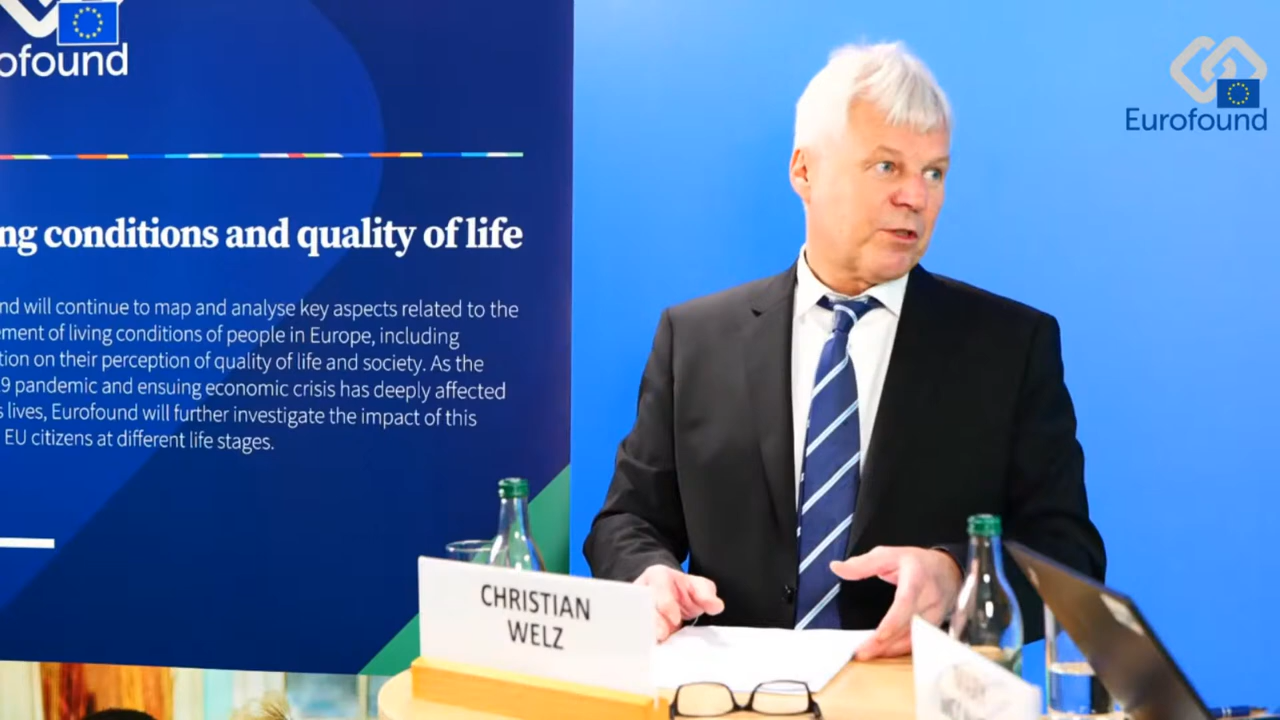 ofound
ng conditions and quality of life
nd will continue to map and analyse key aspects related to the
ement of living conditions of people in Europe, including
tion on their perception of quality of life and society. As the
9 pandemic and ensuing economic crisis has deeply affected
s lives, Eurofound will further investigate the impact of this
EU citizens at different life stages.
CHRISTIAN
WELZ
Eurofound